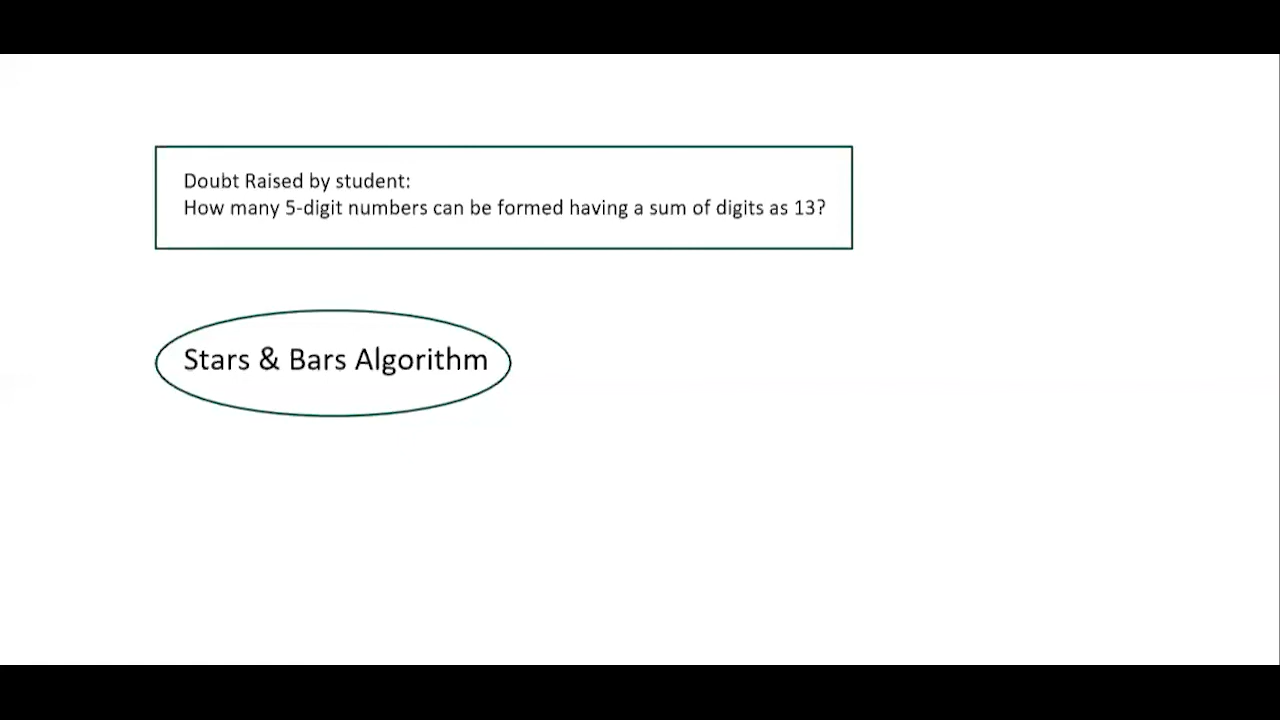 Doubt Raised by student:
How many 5-digit numbers can be formed having a sum of digits as 13?
Stars & Bars Algorithm